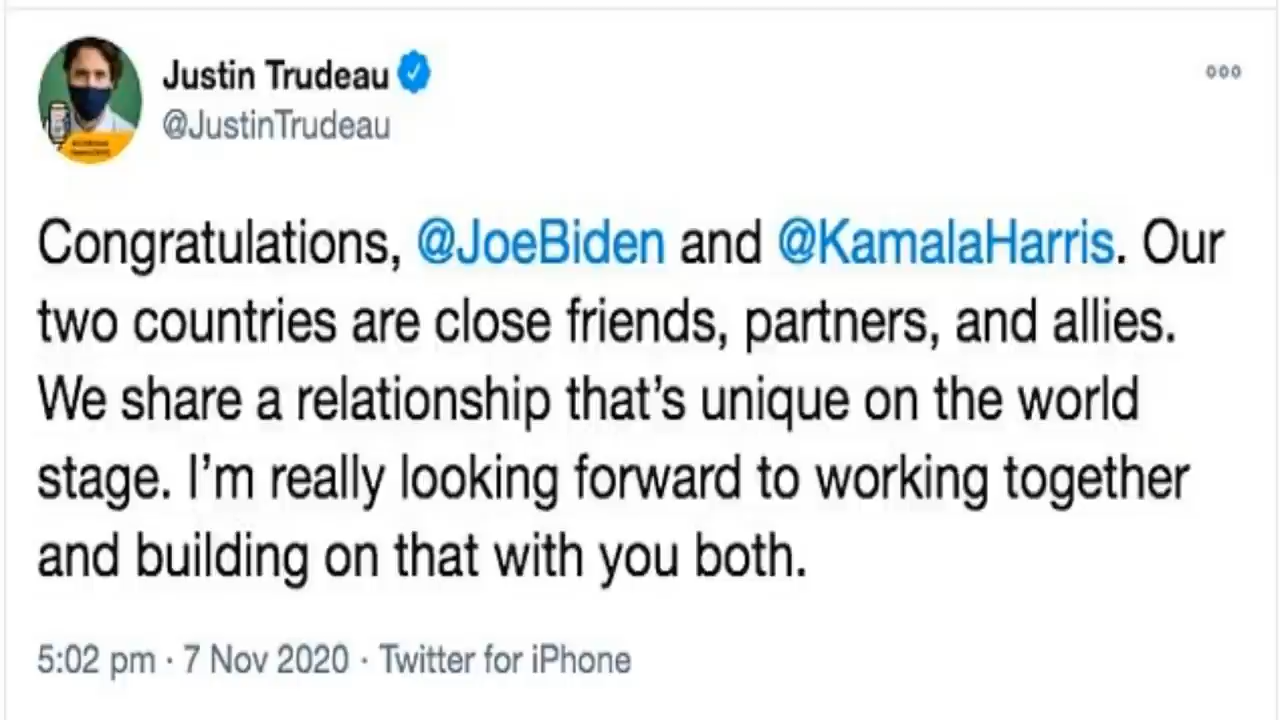 Justin Trudeau
@JustinTrudeau
Congratulations, @JoeBiden and @KamalaHarris. Our
two countries are close friends, partners, and allies.
We share a relationship that’s unique on the world
stage. I’m really looking forward to working together
and building on that with you both.
5:02 pm · 7 Nov 2020 · Twitter for iPhone